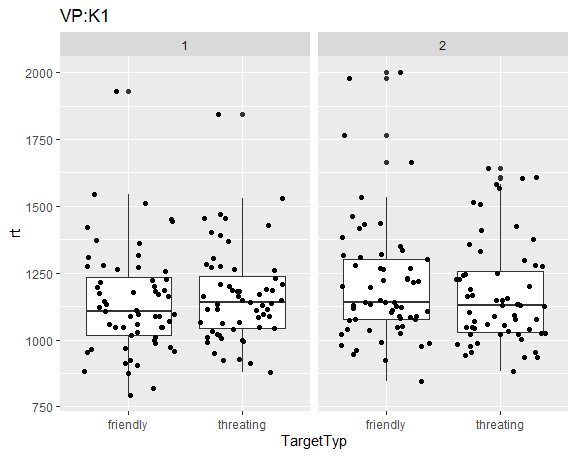 VP:K1
1 2
2000
1750
1500
1250
1000
750
rt
friendly threating friendly threating
TargetTyp